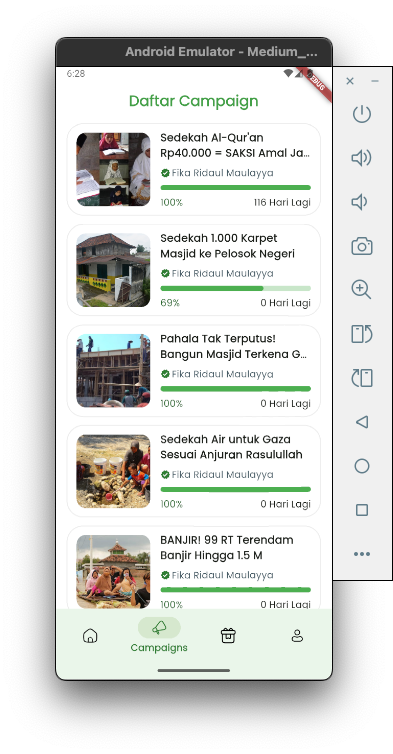 Android Emulator - Medium_...
6:28
DEBUG
Daftar Campaign
Sedekah Al-Qur'an
Rp40.000 = SAKSI Amal Ja...
Fika Ridaul Maulayya
100%
116 Hari Lagi
Sedekah 1.000 Karpet
Masjid ke Pelosok Negeri
Fika Ridaul Maulayya
69%
0 Hari Lagi
Pahala Tak Terputus!
Bangun Masjid Terkena G...
Fika Ridaul Maulayya
100%
0 Hari Lagi
Sedekah Air untuk Gaza
Sesuai Anjuran Rasulullah
Fika Ridaul Maulayya
100%
0 Hari Lagi
BANJIR! 99 RT Terendam
Banjir Hingga 1.5 M
Fika Ridaul Maulayya
100%
0 Hari Lagi
Campaigns